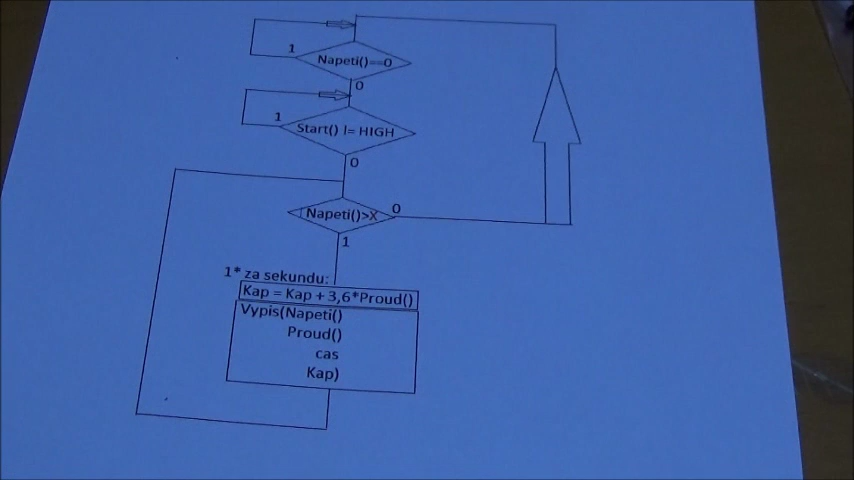 1
Napeti()==0
0
1
Start() != HIGH
0
Napeti()>X
0
1
1* za sekundu:
Kap = Kap + 3,6*Proud()
Vypis(Napeti()
Proud()
cas
Kap)